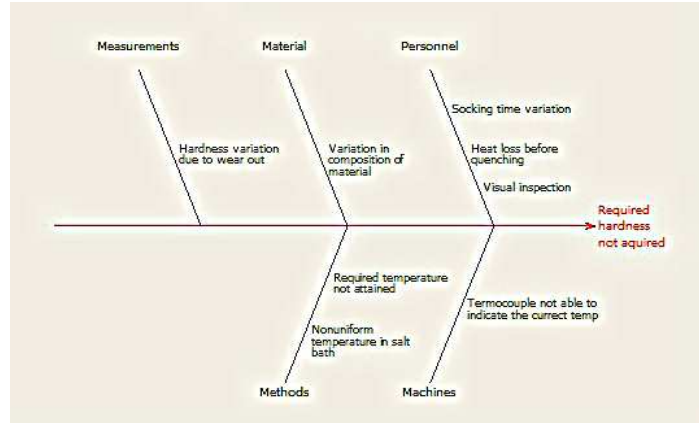 Measurements
Material
Personnel
Socking time variation
Hardness variation
due to wear out
Variation in
composition of
material
Heat loss before
quenching
Visual inspection
Required
hardness
not aquired
Required temperature
not attained
Termocouple not able to
indicate the currect temp
Nonuniform
temperature in salt
bath
Methods
Machines